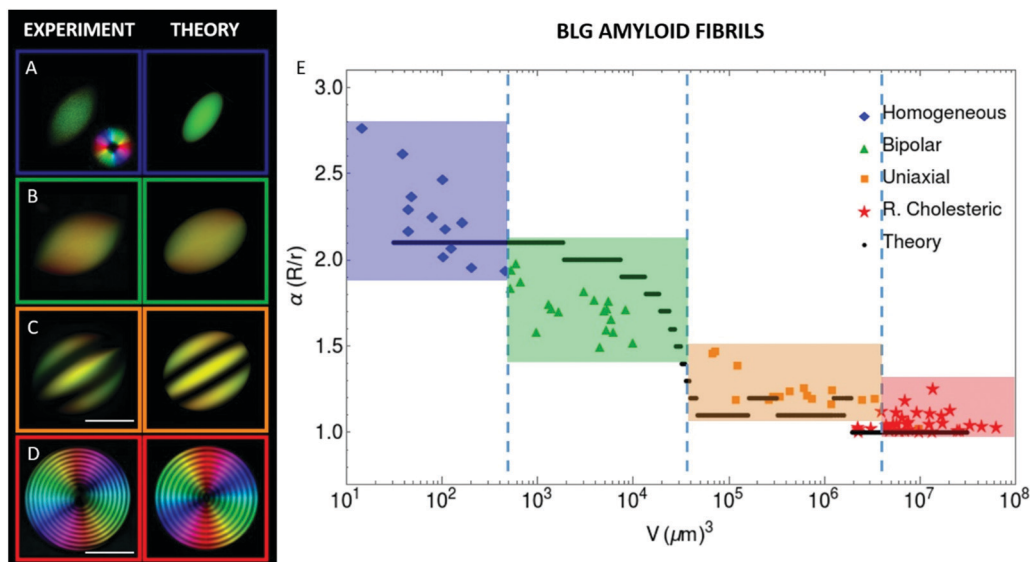 EXPERIMENT THEORY
A
B
C
D
BLG AMYLOID FIBRILS
E
3.0
2.5
2.0
1.5
1.0
α (R/r)
Homogeneous
Bipolar
Uniaxial
R. Cholesteric
Theory
10¹ 10² 10³ 10⁴ 10⁵ 10⁶ 10⁷ 10⁸
V (μm)³